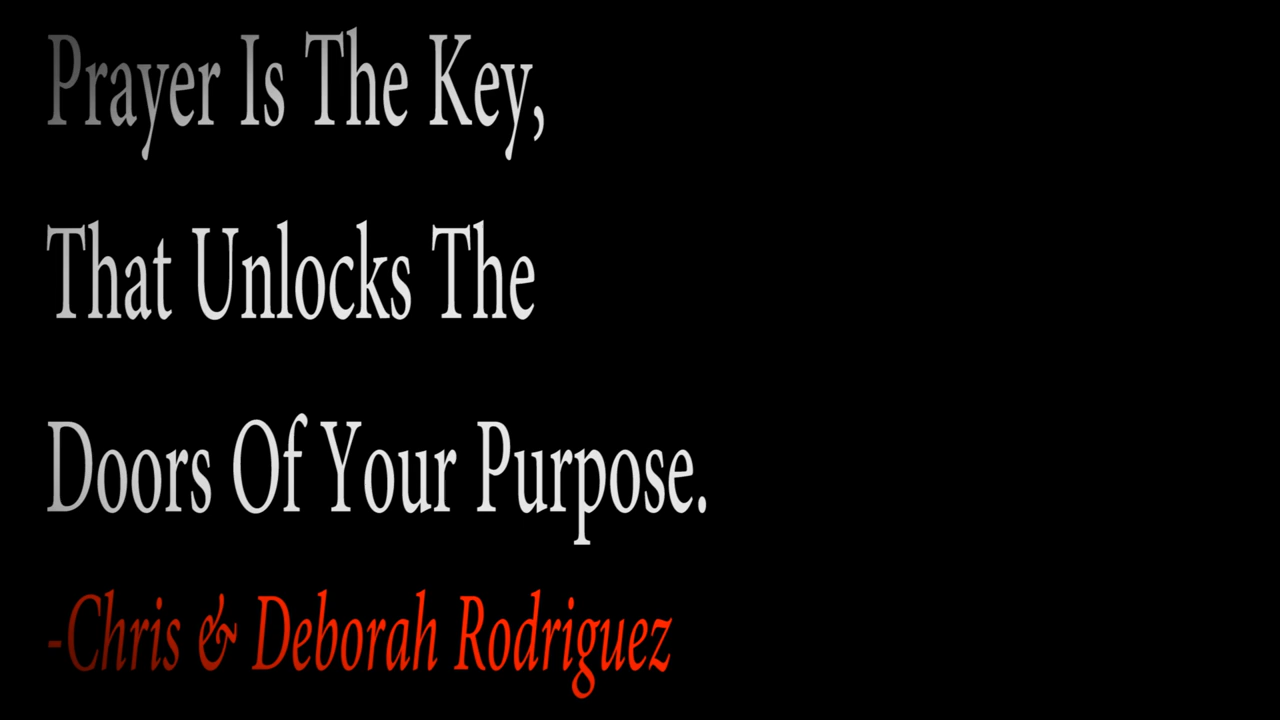 Prayer Is The Key,
That Unlocks The
Doors Of Your Purpose.
-Chris & Deborah Rodriguez